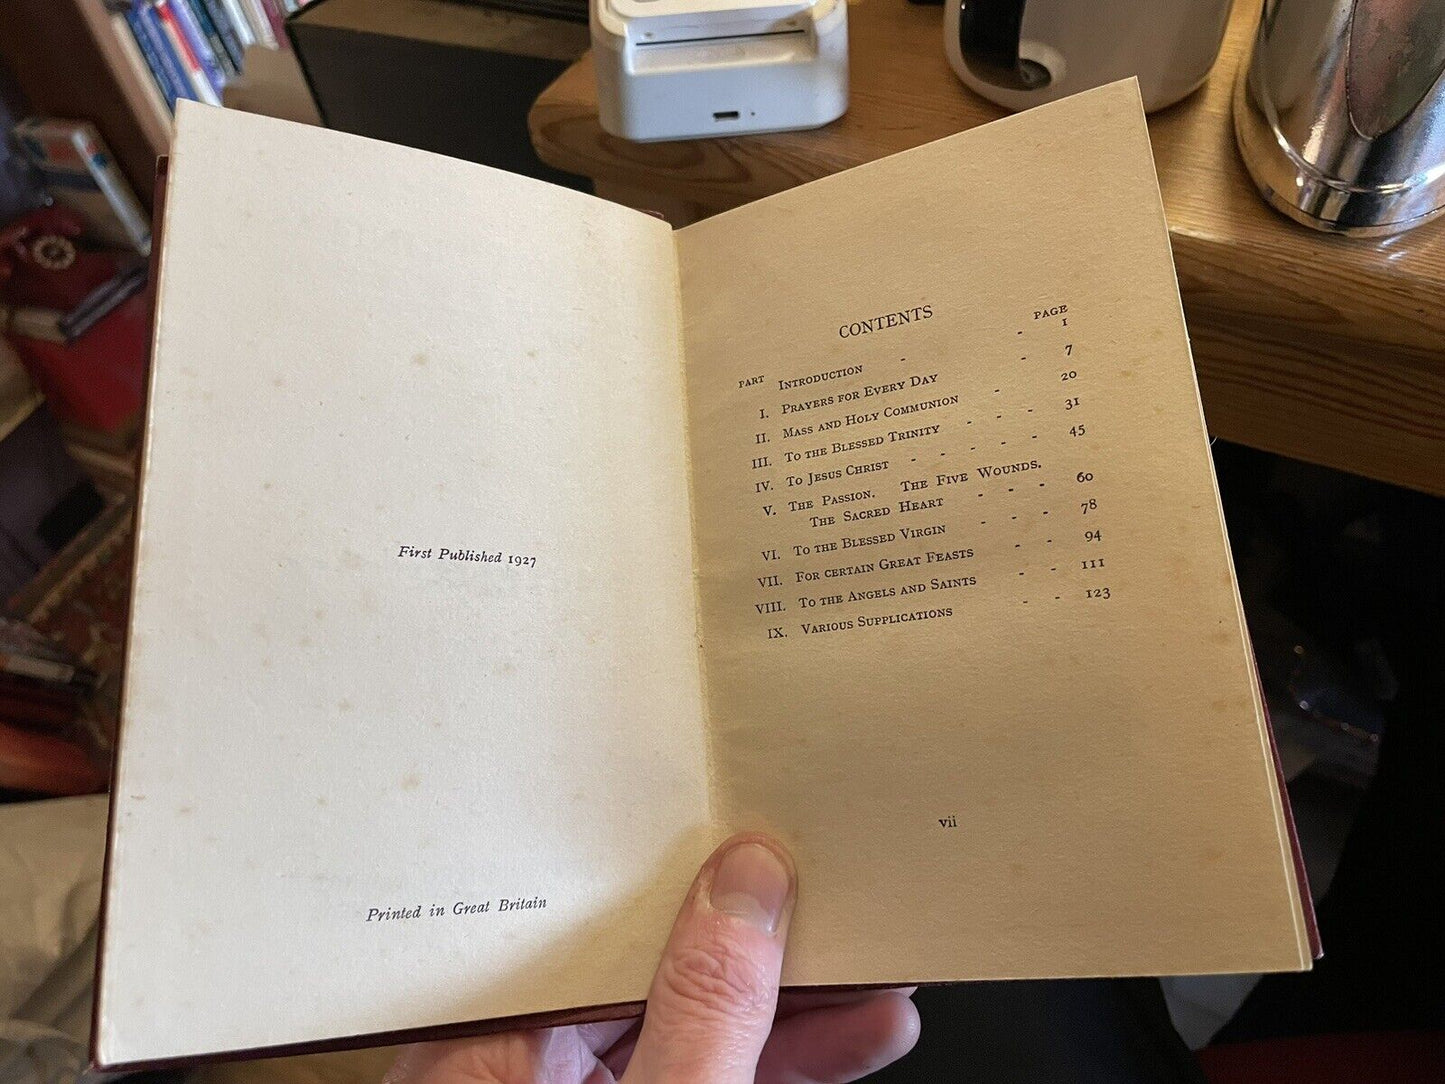 First Published 1927
Printed in Great Britain
CONTENTS
PART PAGE
Introduction - - 1
I. Prayers for Every Day - 7
II. Mass and Holy Communion - 20
III. To the Blessed Trinity - - - 31
IV. To Jesus Christ - - - - - 45
V. The Passion. The Five Wounds.
The Sacred Heart - - - 60
VI. To the Blessed Virgin - - - 78
VII. For certain Great Feasts - - 94
VIII. To the Angels and Saints - - 111
IX. Various Supplications - - 123
vii